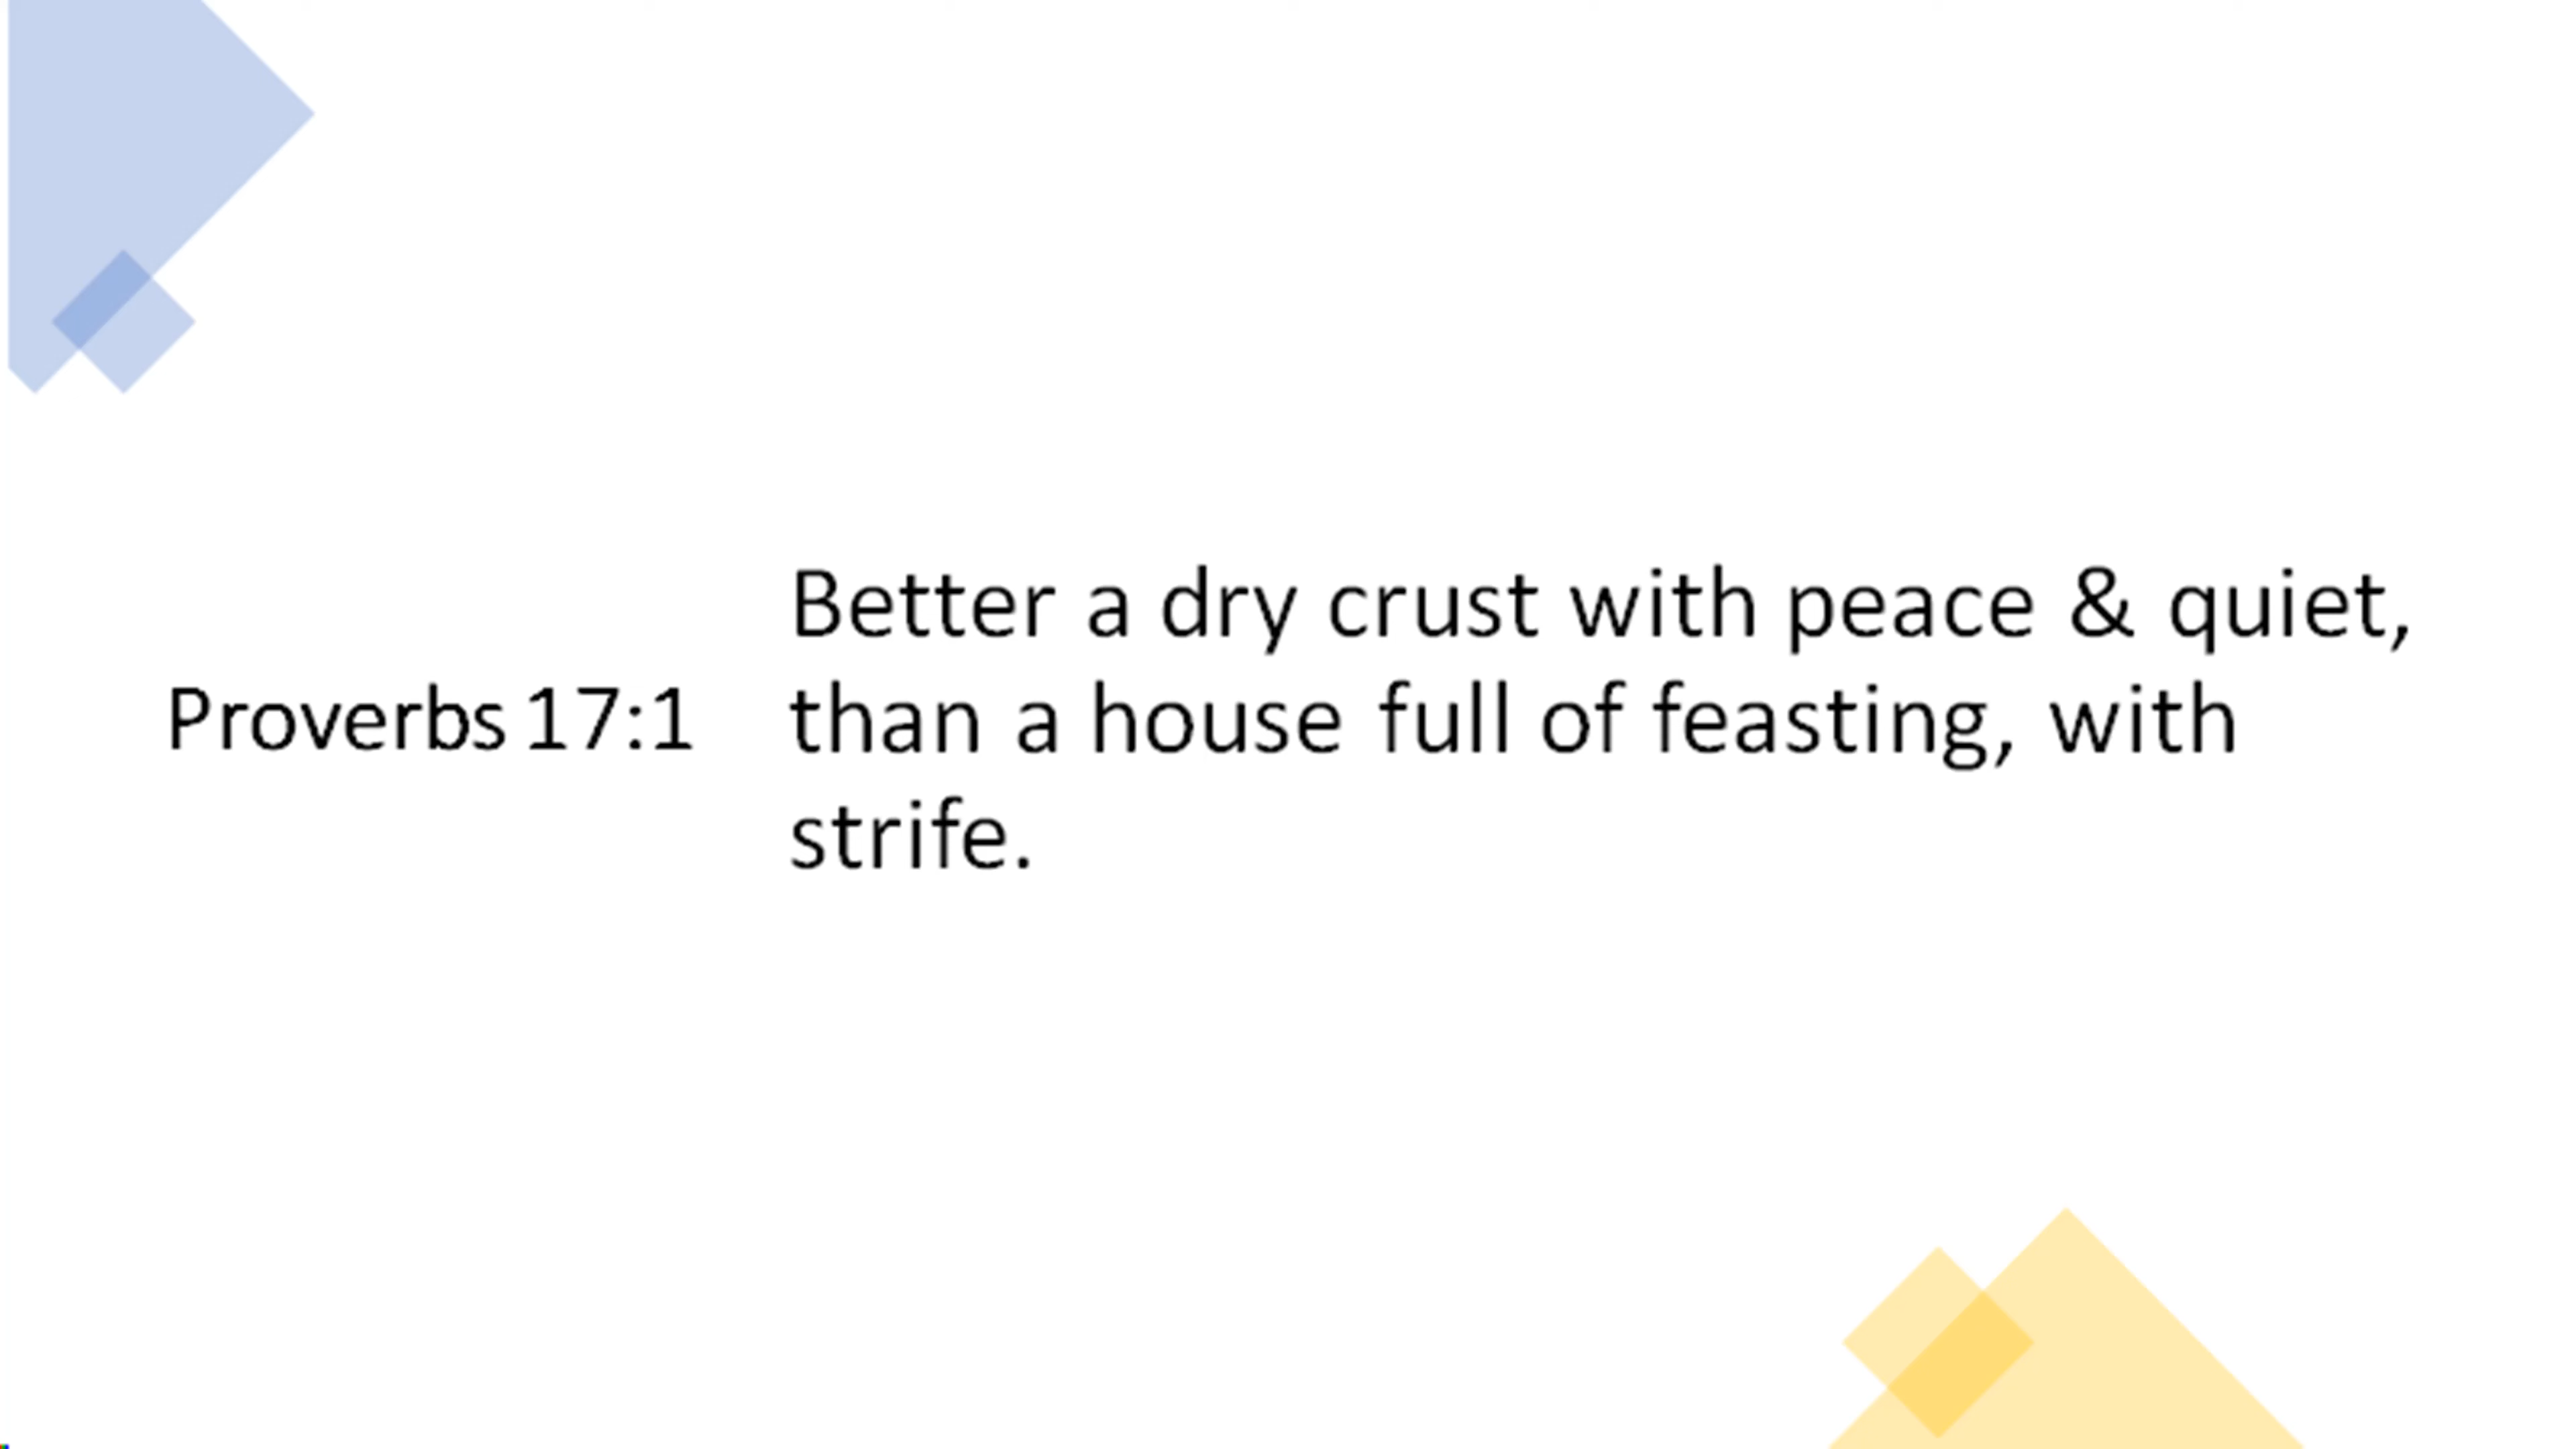 Proverbs 17:1
Better a dry crust with peace & quiet,
than a house full of feasting, with
strife.